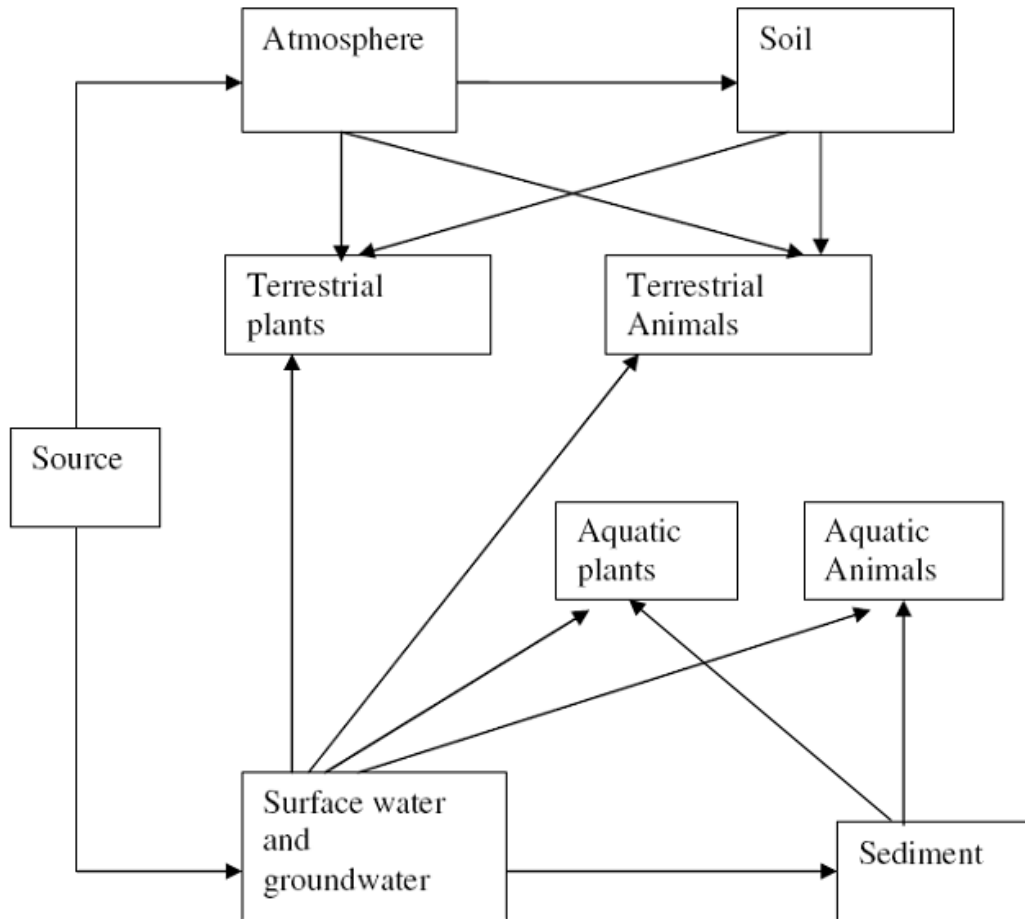 Atmosphere
Soil
Terrestrial
plants
Terrestrial
Animals
Source
Aquatic
plants
Aquatic
Animals
Surface water
and
groundwater
Sediment